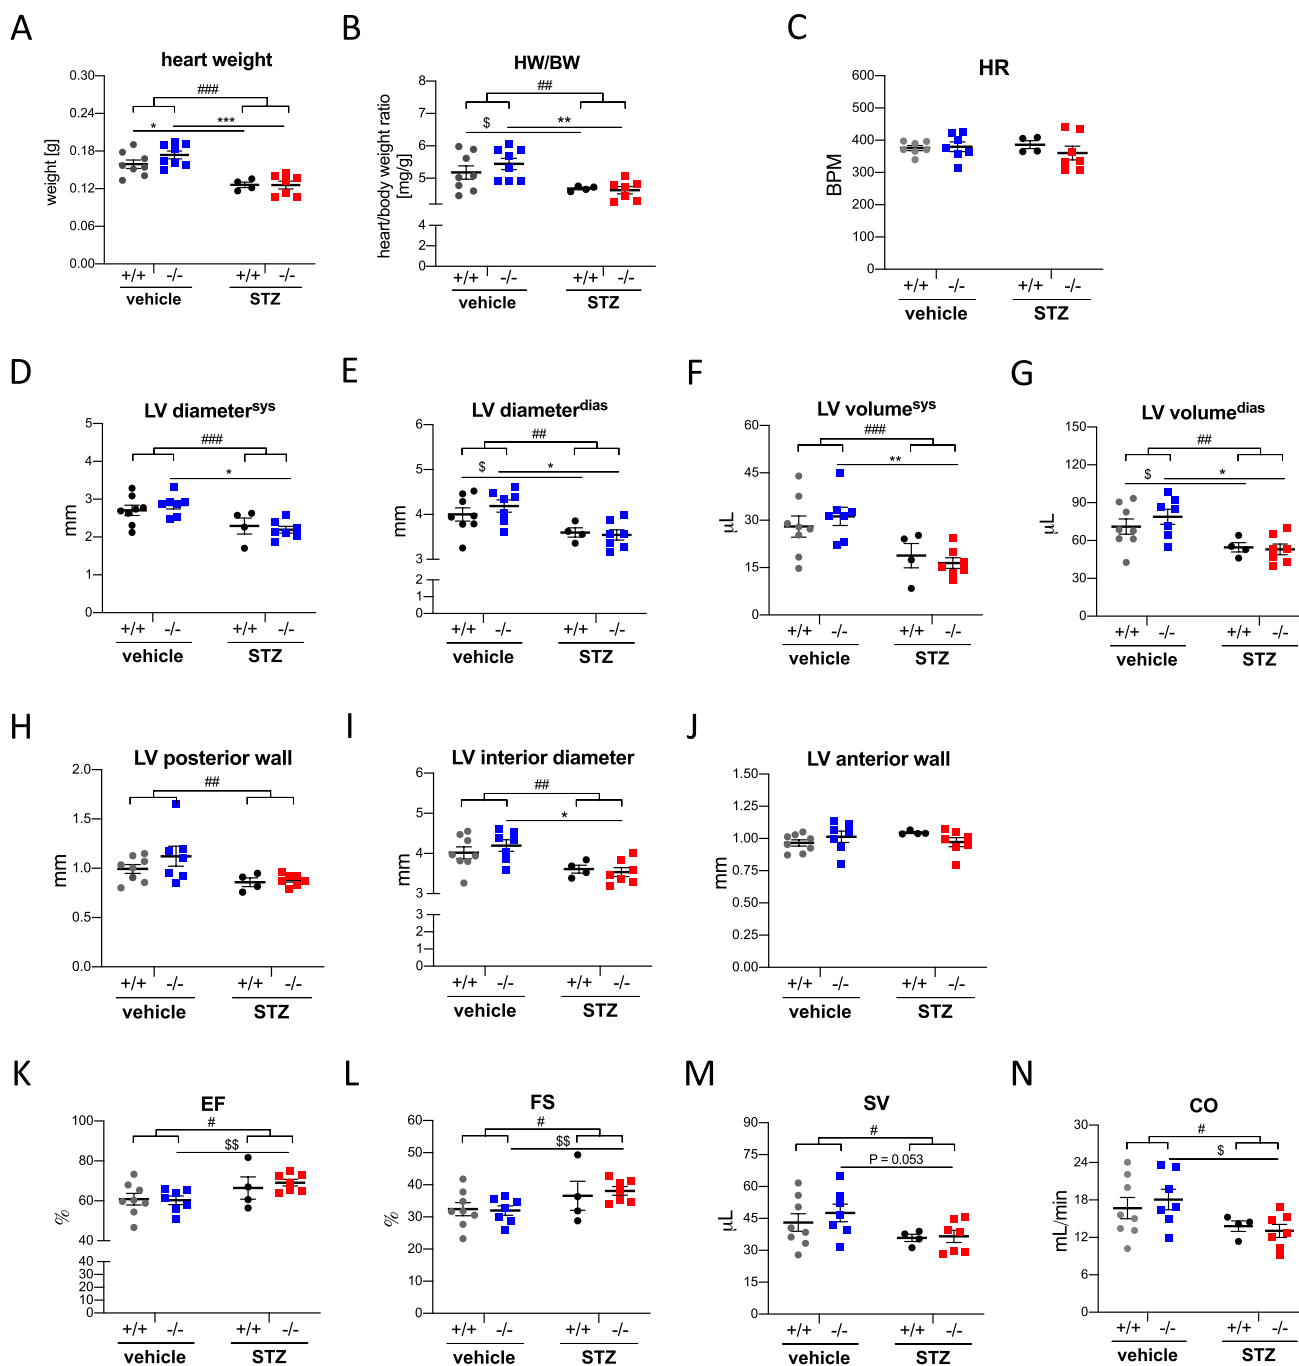 A
heart weight
weight [g]
0.30
0.24
0.18
0.12
0.06
0.00
###
*
***
+/+ -/- +/+ -/-
vehicle STZ
B
HW/BW
heart/body weight ratio
[mg/g]
8
7
6
5
4
2
0
##
$
**
+/+ -/- +/+ -/-
vehicle STZ
C
HR
BPM
600
500
400
300
200
100
0
+/+ -/- +/+ -/-
vehicle STZ
D
LV diametersys
mm
5
4
3
2
1
0
###
*
+/+ -/- +/+ -/-
vehicle STZ
E
LV diameterdias
mm
6
5
4
3
2
1
0
##
$
*
+/+ -/- +/+ -/-
vehicle STZ
F
LV volumesys
µL
60
45
30
15
0
###
**
+/+ -/- +/+ -/-
vehicle STZ
G
LV volumedias
µL
150
120
90
60
30
0
##
$
*
+/+ -/- +/+ -/-
vehicle STZ
H
LV posterior wall
mm
2.0
1.5
1.0
0.5
0.0
##
+/+ -/- +/+ -/-
vehicle STZ
I
LV interior diameter
mm
6
5
4
3
3
2
1
0
##
*
+/+ -/- +/+ -/-
vehicle STZ
J
LV anterior wall
mm
1.50
1.25
1.00
0.75
0.50
0.25
0.00
+/+ -/- +/+ -/-
vehicle STZ
K
EF
%
100
80
60
40
40
30
20
10
0
#
$$
+/+ -/- +/+ -/-
vehicle STZ
L
FS
%
60
50
40
30
20
10
0
#
$$
+/+ -/- +/+ -/-
vehicle STZ
M
SV
µL
90
75
60
45
30
15
0
#
P = 0.053
+/+ -/- +/+ -/-
vehicle STZ
N
CO
mL/min
30
24
18
12
6
0
#
$
+/+ -/- +/+ -/-
vehicle STZ